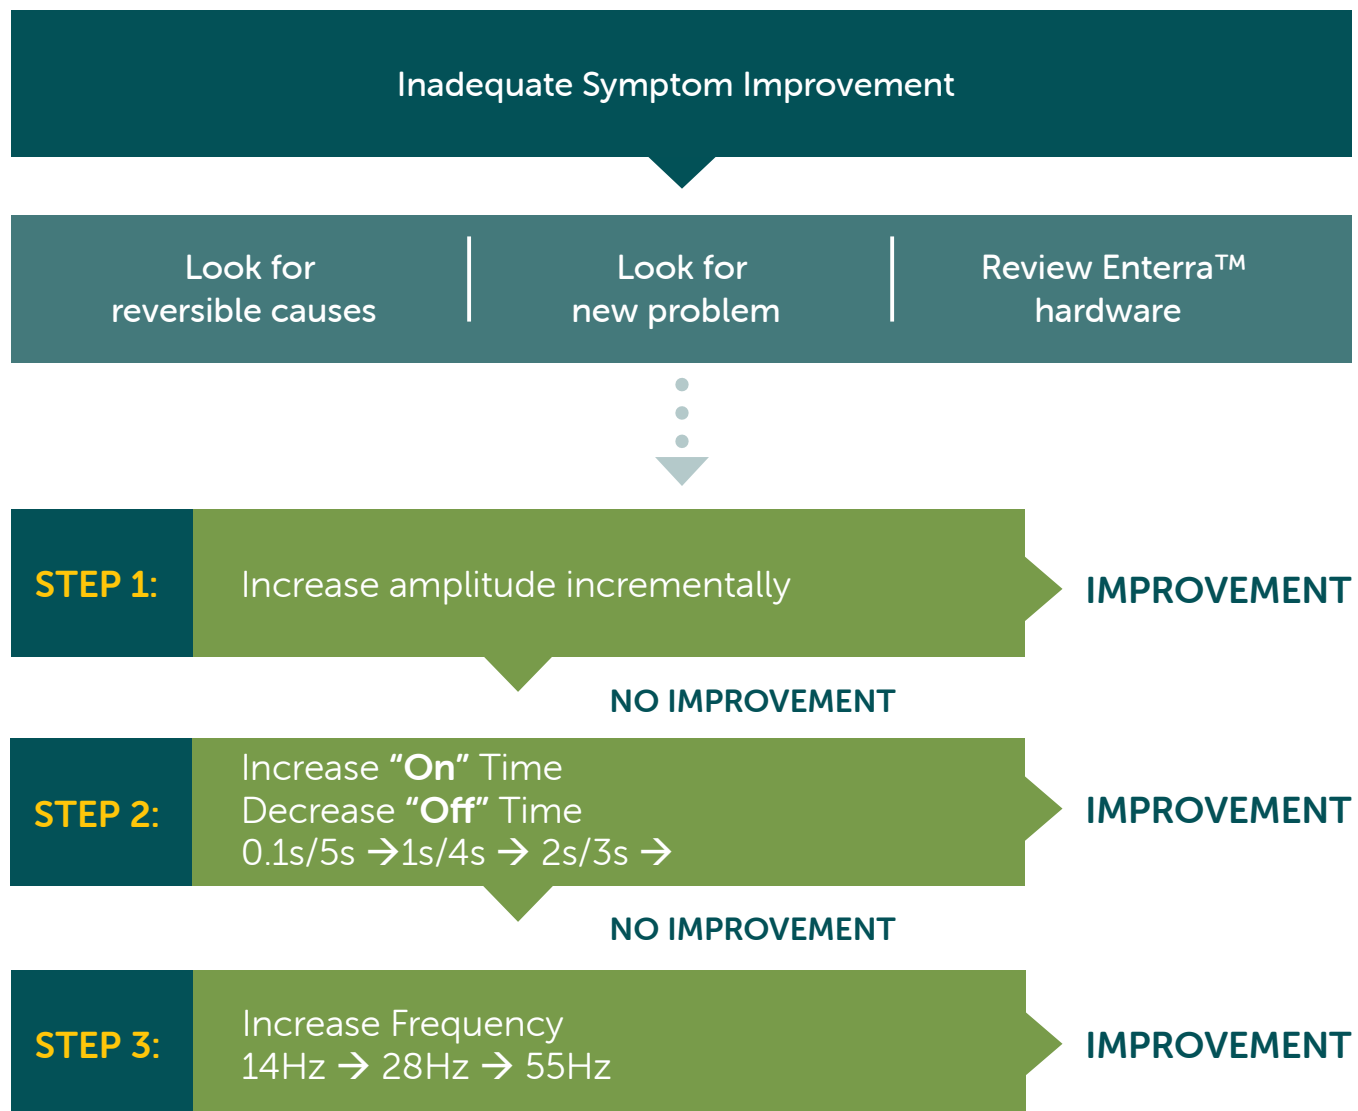 Inadequate Symptom Improvement
Look for
reversible causes
Look for
new problem
Review Enterra™
hardware
STEP 1:
Increase amplitude incrementally
IMPROVEMENT
NO IMPROVEMENT
STEP 2:
Increase “On” Time
Decrease “Off” Time
0.1s/5s →1s/4s → 2s/3s →
IMPROVEMENT
NO IMPROVEMENT
STEP 3:
Increase Frequency
14Hz → 28Hz → 55Hz
IMPROVEMENT